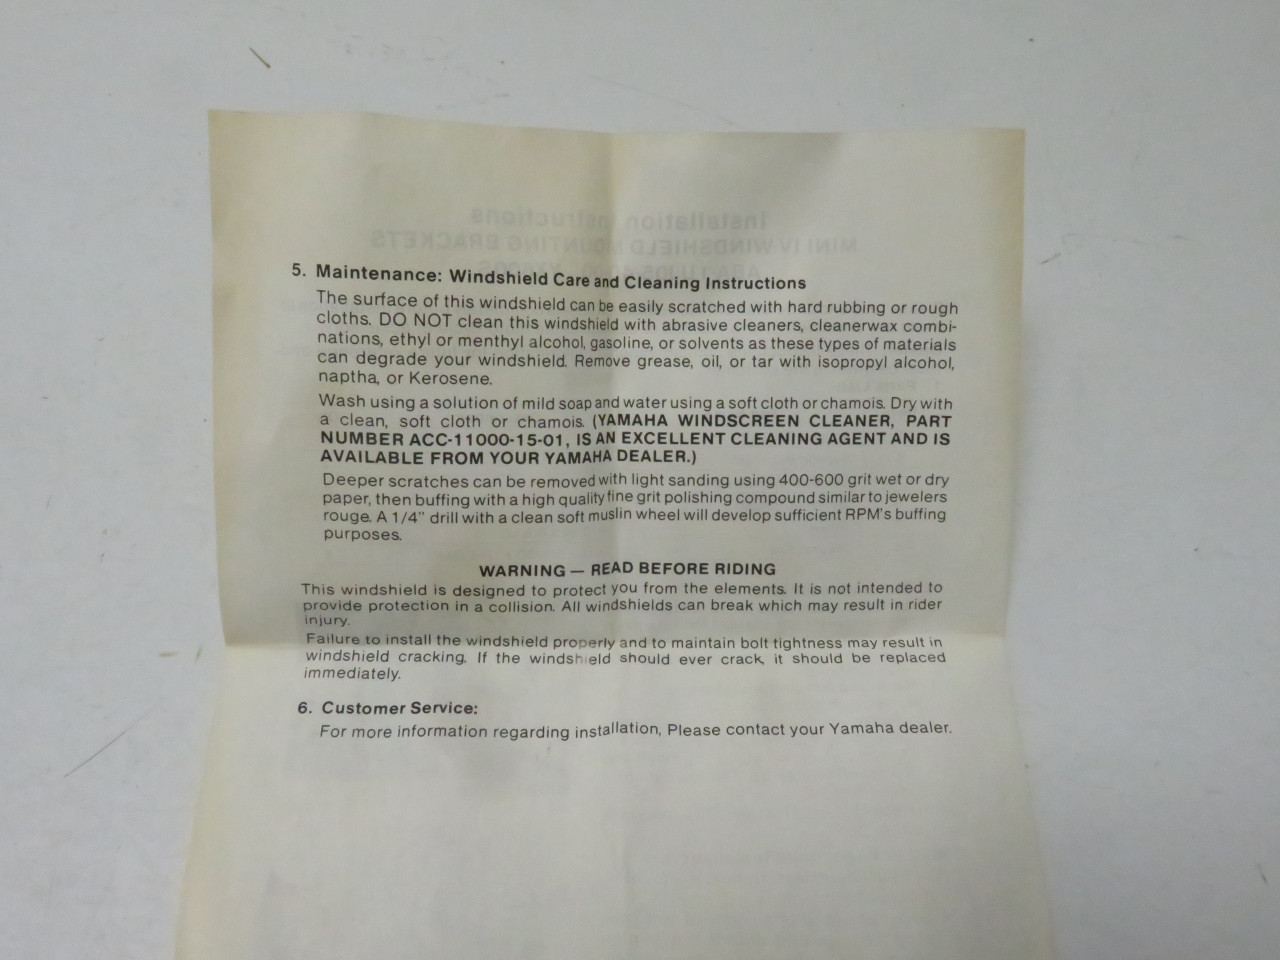 5. Maintenance: Windshield Care and Cleaning Instructions
The surface of this windshield can be easily scratched with hard rubbing or rough
cloths. DO NOT clean this windshield with abrasive cleaners, cleanerwax combi-
nations, ethyl or menthyl alcohol, gasoline, or solvents as these types of materials
can degrade your windshield. Remove grease, oil, or tar with isopropyl alcohol,
naptha, or Kerosene.
Wash using a solution of mild soap and water using a soft cloth or chamois. Dry with
a clean, soft cloth or chamois. (YAMAHA WINDSCREEN CLEANER, PART
NUMBER ACC-11000-15-01, IS AN EXCELLENT CLEANING AGENT AND IS
AVAILABLE FROM YOUR YAMAHA DEALER.)
Deeper scratches can be removed with light sanding using 400-600 grit wet or dry
paper, then buffing with a high quality fine grit polishing compound similar to jewelers
rouge. A 1/4" drill with a clean soft muslin wheel will develop sufficient RPM's buffing
purposes.
WARNING — READ BEFORE RIDING
This windshield is designed to protect you from the elements. It is not intended to
provide protection in a collision. All windshields can break which may result in rider
injury.
Failure to install the windshield properly and to maintain bolt tightness may result in
windshield cracking. If the windshield should ever crack, it should be replaced
immediately.
6. Customer Service:
For more information regarding installation, Please contact your Yamaha dealer.